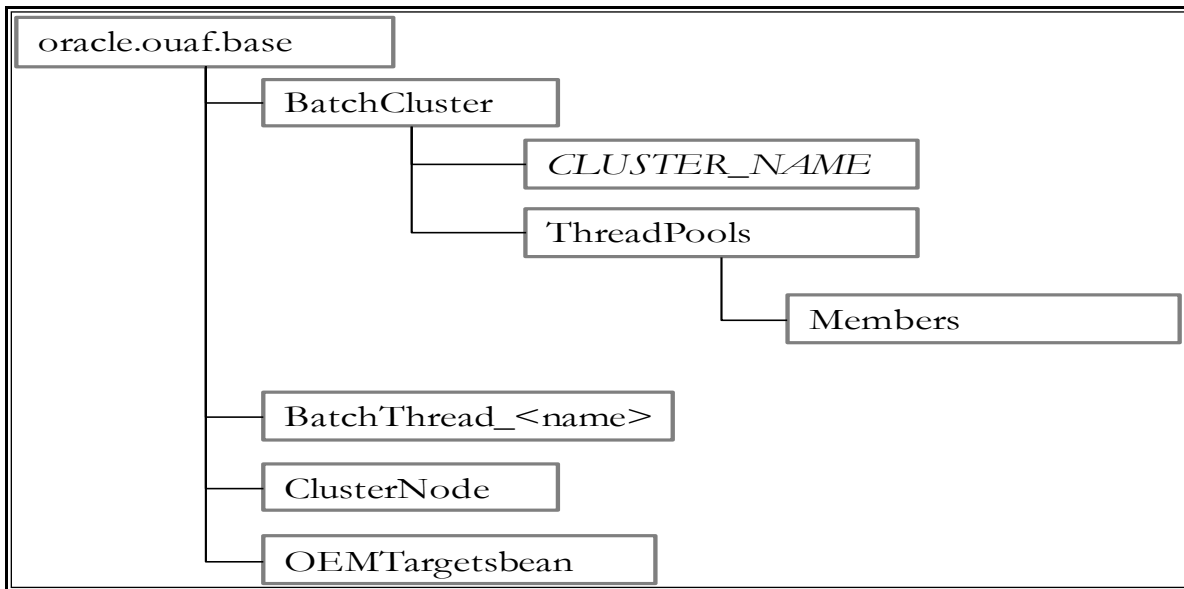 oracle.ouaf.base
BatchCluster
CLUSTER_NAME
ThreadPools
Members
BatchThread_<name>
ClusterNode
OEMTargetsbean